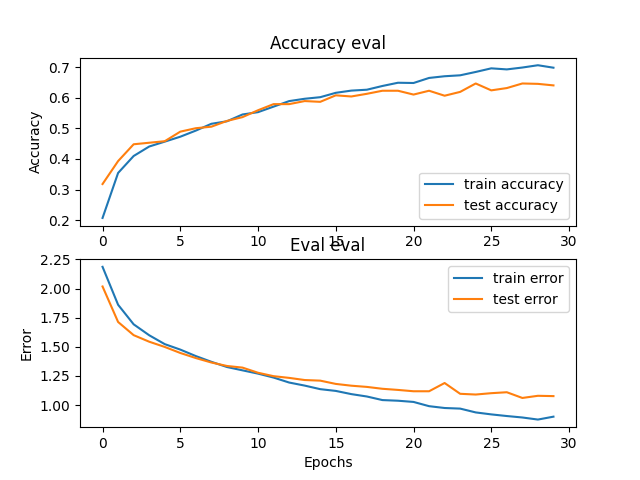 Accuracy eval
0.7
0.6
0.5
0.4
0.3
0.2
Accuracy
train accuracy
test accuracy
0 5 10 15 20 25 30
Eval eval
2.25
2.00
1.75
1.50
1.25
1.00
Error
train error
test error
0 5 10 15 20 25 30
Epochs